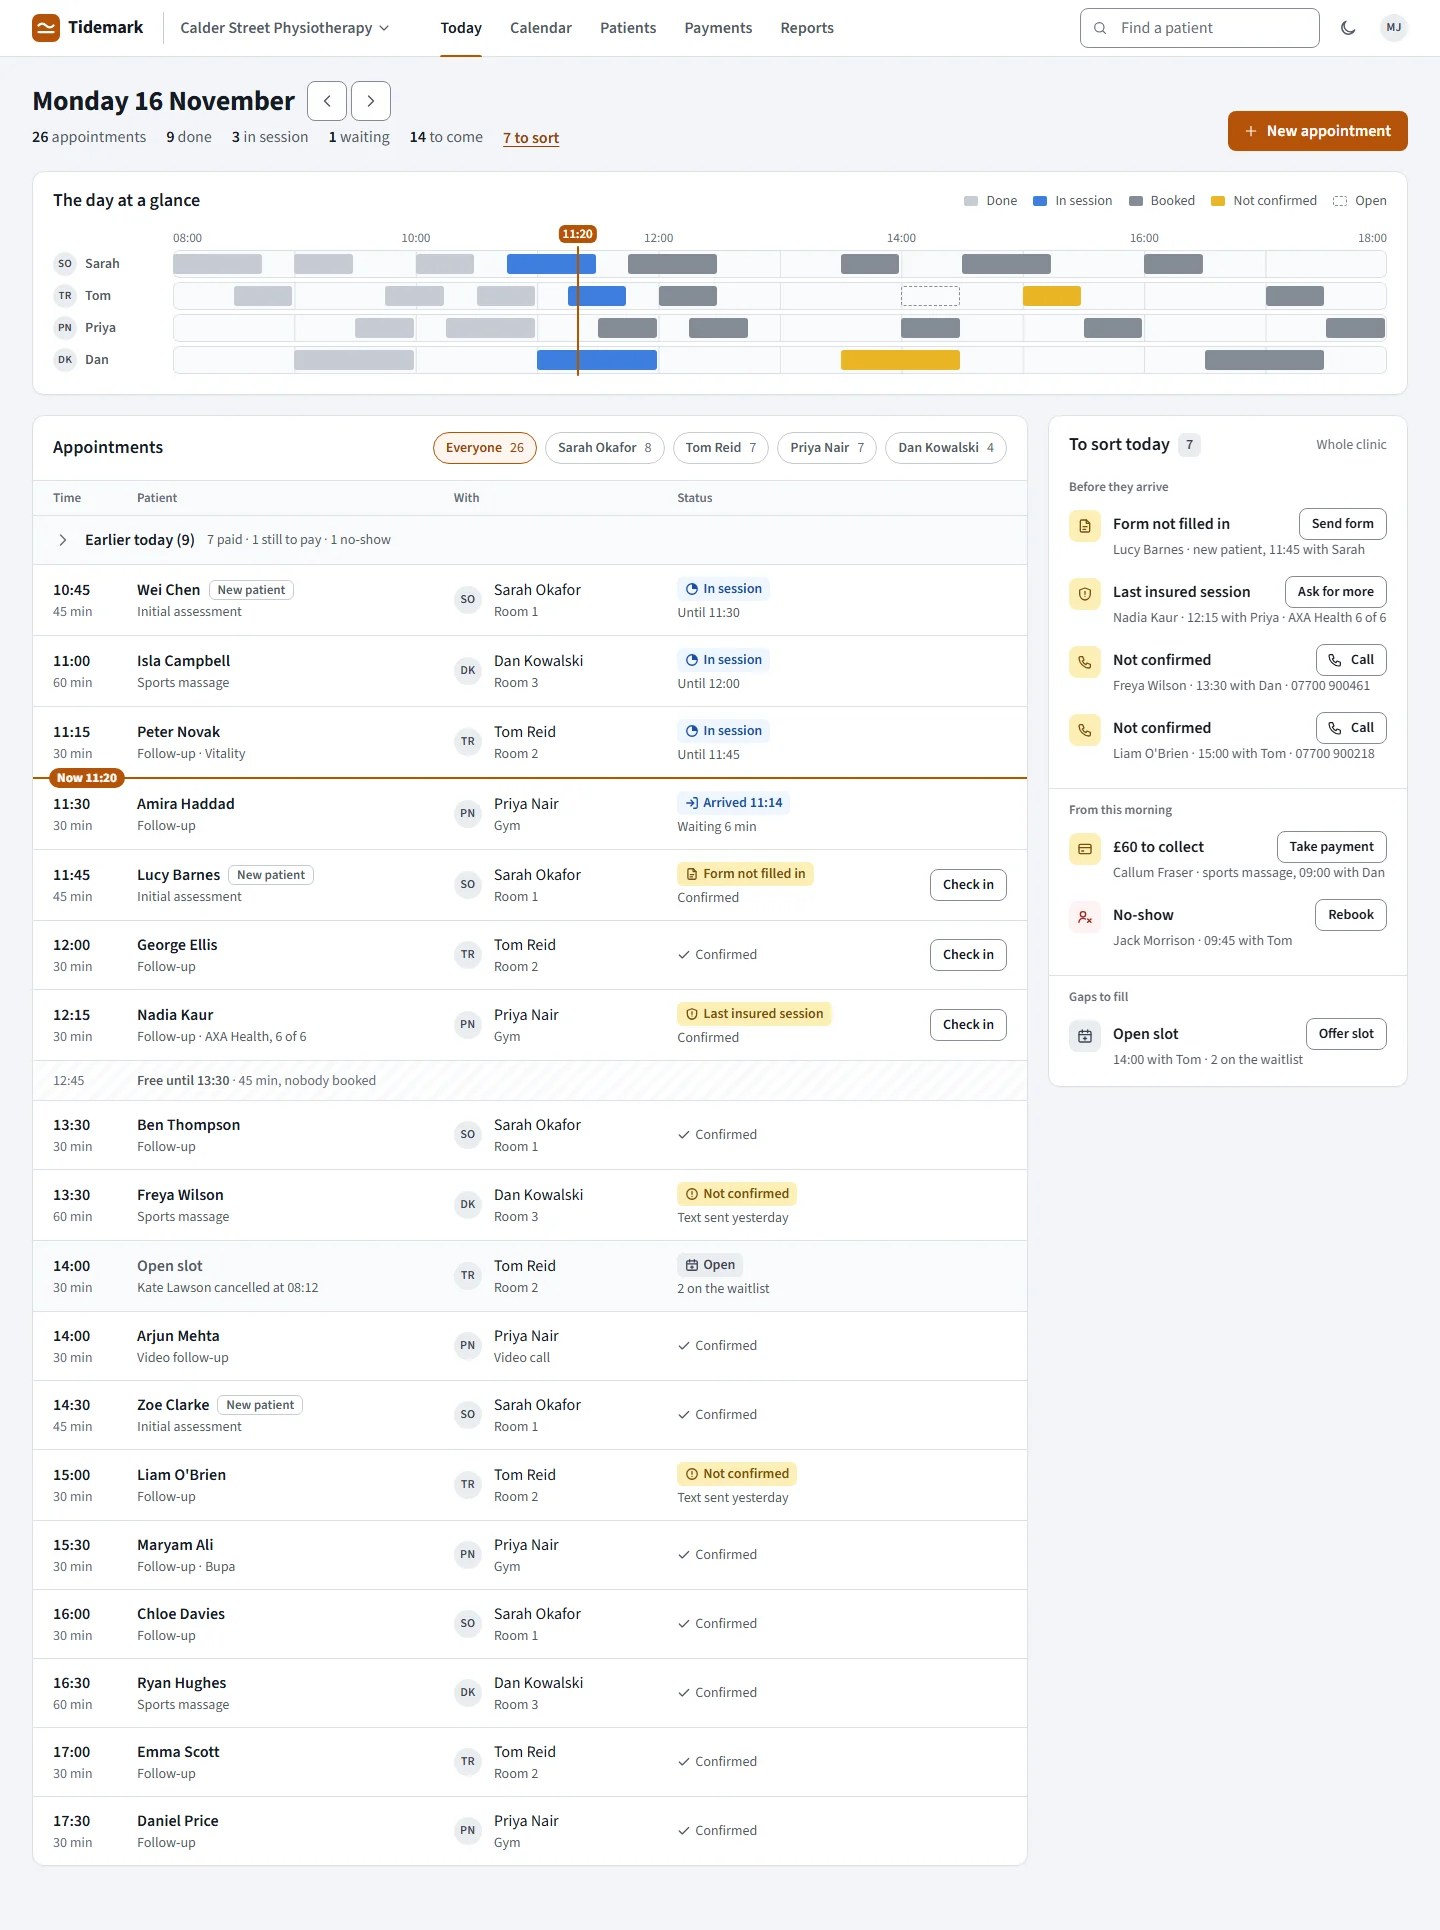 Tidemark
Calder Street Physiotherapy
Today
Calendar
Patients
Payments
Reports
Find a patient
MJ
Monday 16 November
26 appointments 9 done 3 in session 1 waiting 14 to come 7 to sort
New appointment
The day at a glance
Done In session Booked Not confirmed Open
08:00 10:00 11:20 12:00 14:00 16:00 18:00
SO Sarah
TR Tom
PN Priya
DK Dan
Appointments
Everyone 26
Sarah Okafor 8
Tom Reid 7
Priya Nair 7
Dan Kowalski 4
Time Patient With Status
Earlier today (9) 7 paid · 1 still to pay · 1 no-show
10:45 Wei Chen New patient SO Sarah Okafor In session
45 min Initial assessment Room 1 Until 11:30
11:00 Isla Campbell DK Dan Kowalski In session
60 min Sports massage Room 3 Until 12:00
11:15 Peter Novak TR Tom Reid In session
30 min Follow-up · Vitality Room 2 Until 11:45
Now 11:20
11:30 Amira Haddad PN Priya Nair Arrived 11:14
30 min Follow-up Gym Waiting 6 min
11:45 Lucy Barnes New patient SO Sarah Okafor Form not filled in Check in
45 min Initial assessment Room 1 Confirmed
12:00 George Ellis TR Tom Reid Confirmed Check in
30 min Follow-up Room 2
12:15 Nadia Kaur PN Priya Nair Last insured session Check in
30 min Follow-up · AXA Health, 6 of 6 Gym Confirmed
12:45 Free until 13:30 · 45 min, nobody booked
13:30 Ben Thompson SO Sarah Okafor Confirmed
30 min Follow-up Room 1
13:30 Freya Wilson DK Dan Kowalski Not confirmed
60 min Sports massage Room 3 Text sent yesterday
14:00 Open slot TR Tom Reid Open
30 min Kate Lawson cancelled at 08:12 Room 2 2 on the waitlist
14:00 Arjun Mehta PN Priya Nair Confirmed
30 min Video follow-up Video call
14:30 Zoe Clarke New patient SO Sarah Okafor Confirmed
45 min Initial assessment Room 1
15:00 Liam O'Brien TR Tom Reid Not confirmed
30 min Follow-up Room 2 Text sent yesterday
15:30 Maryam Ali PN Priya Nair Confirmed
30 min Follow-up · Bupa Gym
16:00 Chloe Davies SO Sarah Okafor Confirmed
30 min Follow-up Room 1
16:30 Ryan Hughes DK Dan Kowalski Confirmed
60 min Sports massage Room 3
17:00 Emma Scott TR Tom Reid Confirmed
30 min Follow-up Room 2
17:30 Daniel Price PN Priya Nair Confirmed
30 min Follow-up Gym
To sort today 7 Whole clinic
Before they arrive
Form not filled in Send form
Lucy Barnes · new patient, 11:45 with Sarah
Last insured session Ask for more
Nadia Kaur · 12:15 with Priya · AXA Health 6 of 6
Not confirmed Call
Freya Wilson · 13:30 with Dan · 07700 900461
Not confirmed Call
Liam O'Brien · 15:00 with Tom · 07700 900218
From this morning
£60 to collect Take payment
Callum Fraser · sports massage, 09:00 with Dan
No-show Rebook
Jack Morrison · 09:45 with Tom
Gaps to fill
Open slot Offer slot
14:00 with Tom · 2 on the waitlist